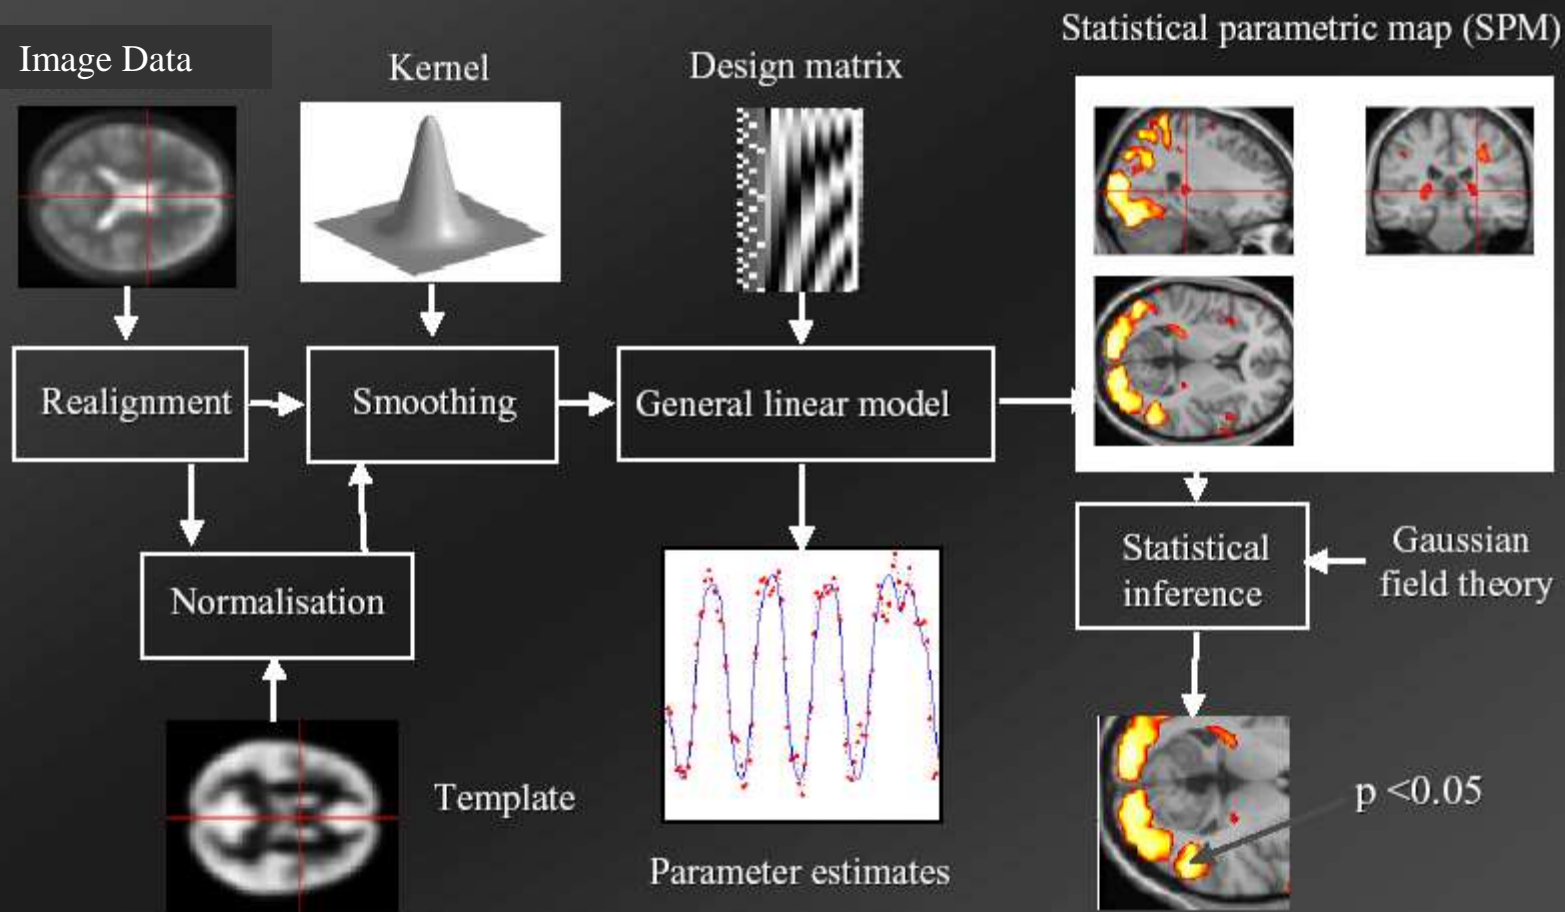 Statistical parametric map (SPM)
Image Data
Kernel
Design matrix
Realignment
Smoothing
General linear model
Statistical
inference
Gaussian
field theory
Normalisation
Template
Parameter estimates
p <0.05